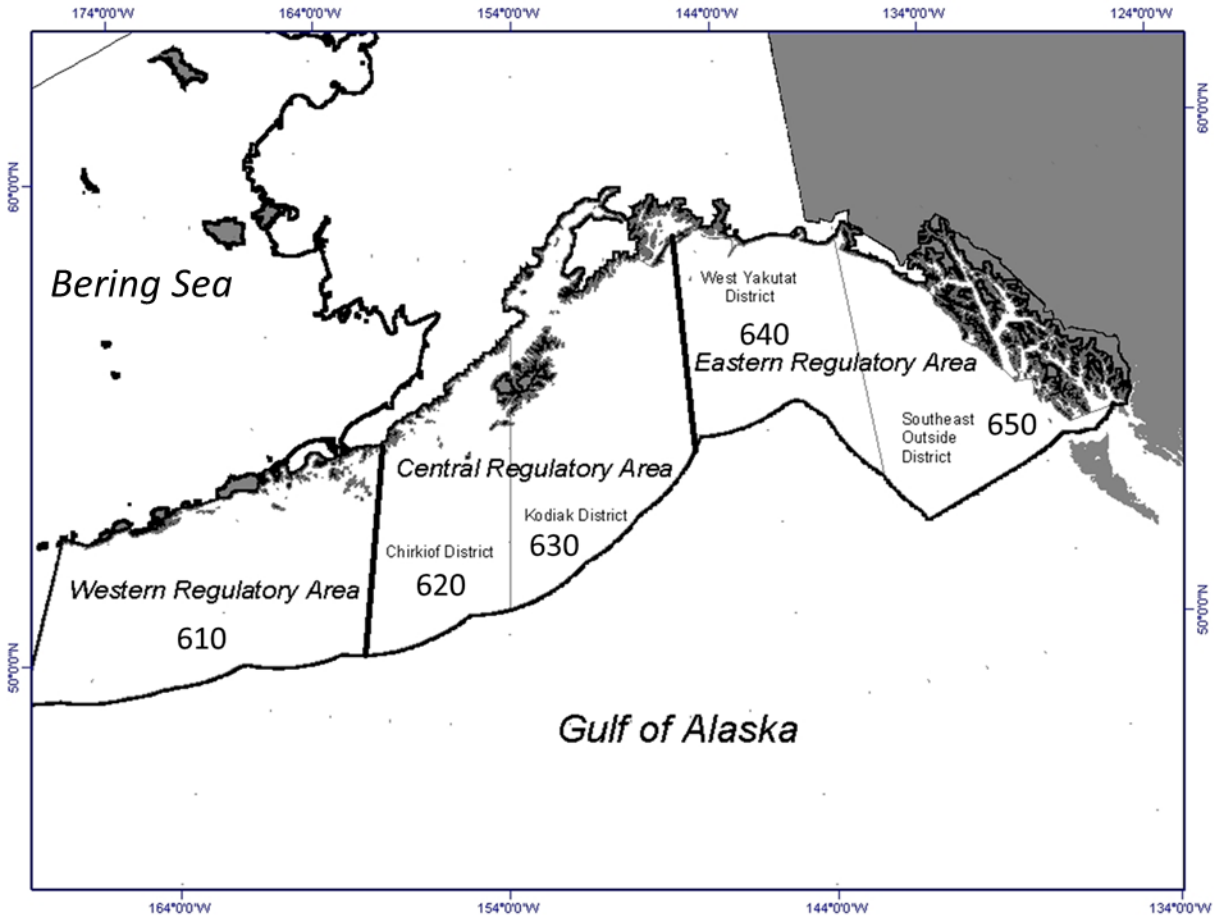 174°0'0"W
164°0'0"W
154°0'0"W
144°0'0"W
134°0'0"W
124°0'0"W
60°0'0"N
60°0'0"N
Bering Sea
West Yakutat
District
640
Eastern Regulatory Area
Southeast
Outside
District
650
Central Regulatory Area
Kodiak District
630
Chirkiof District
620
Western Regulatory Area
610
50°0'0"N
50°0'0"N
Gulf of Alaska
164°0'0"W
154°0'0"W
144°0'0"W
134°0'0"W